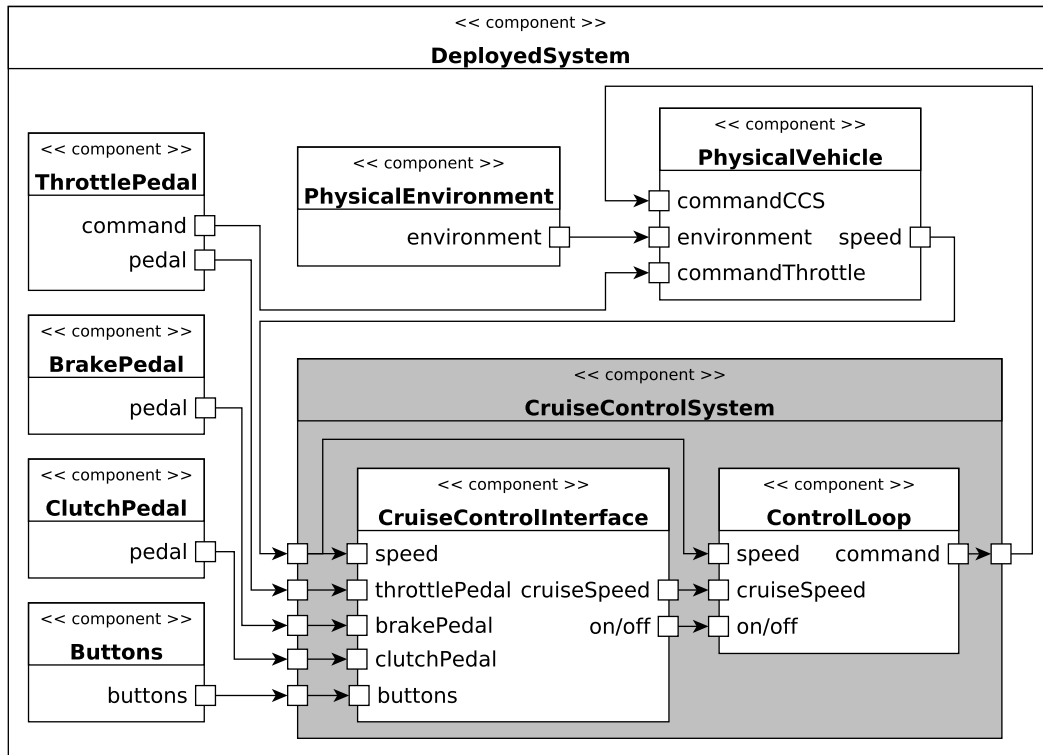 << component >>
DeployedSystem
<< component >>
ThrottlePedal
command
pedal
<< component >>
PhysicalEnvironment
environment
<< component >>
PhysicalVehicle
commandCCS
environment speed
commandThrottle
<< component >>
BrakePedal
pedal
<< component >>
ClutchPedal
pedal
<< component >>
Buttons
buttons
<< component >>
CruiseControlSystem
<< component >>
CruiseControlInterface
speed
throttlePedal cruiseSpeed
brakePedal on/off
clutchPedal
buttons
<< component >>
ControlLoop
speed command
cruiseSpeed
on/off